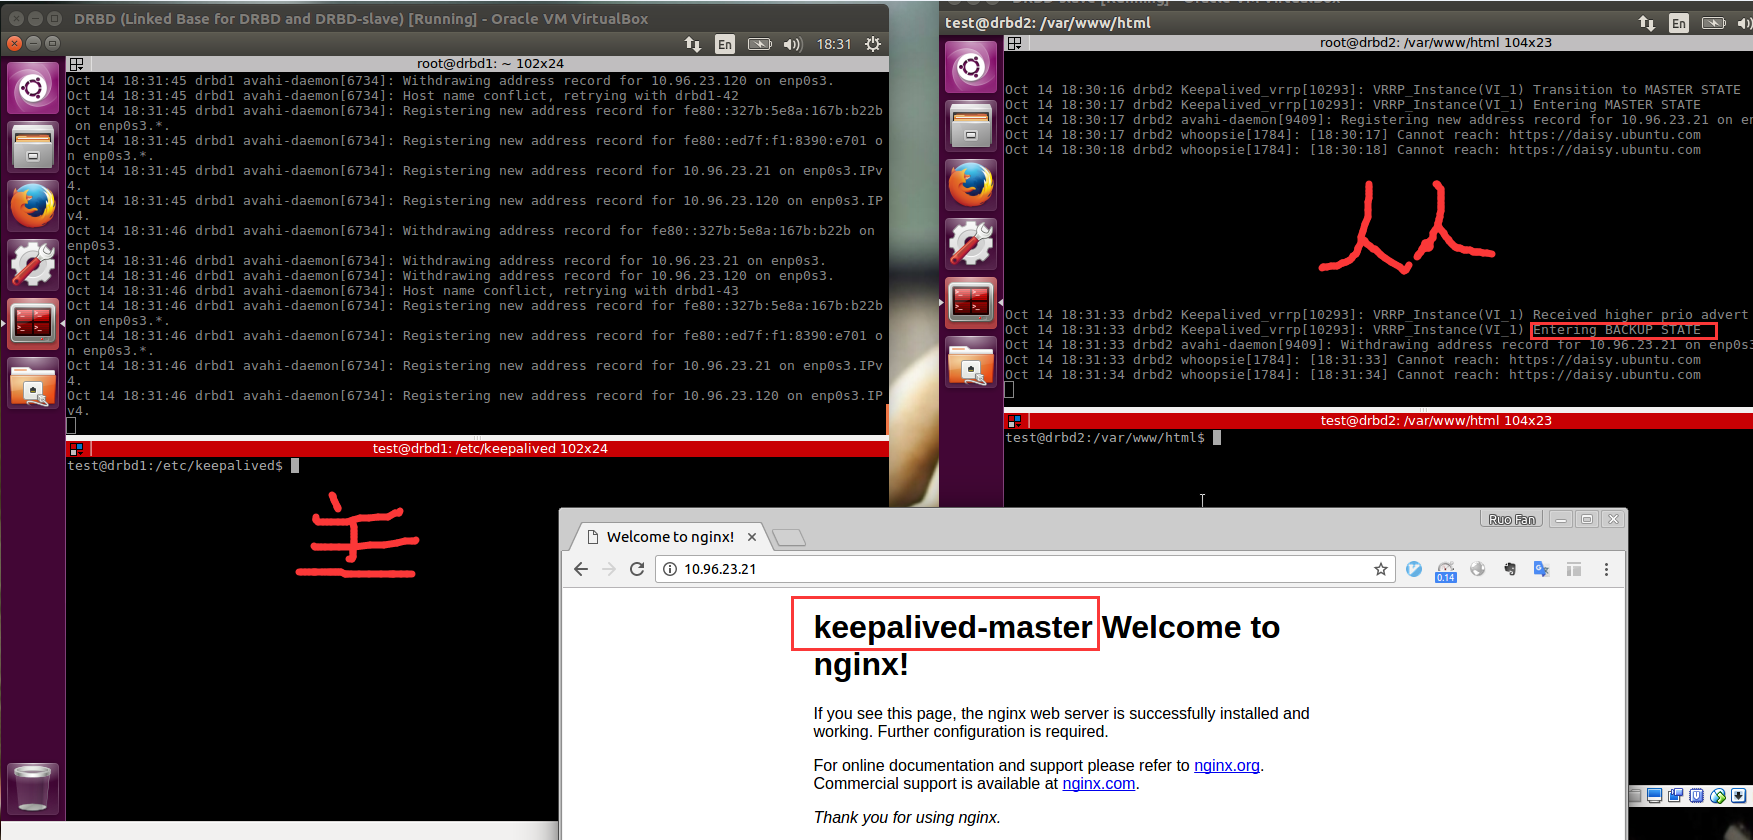 DRBD (Linked Base for DRBD and DRBD-slave) [Running] - Oracle VM VirtualBox
En
18:31
root@drbd1: ~ 102x24
Oct 14 18:31:45 drbd1 avahi-daemon[6734]: Withdrawing address record for 10.96.23.120 on enp0s3.
Oct 14 18:31:45 drbd1 avahi-daemon[6734]: Host name conflict, retrying with drbd1-42
Oct 14 18:31:45 drbd1 avahi-daemon[6734]: Registering new address record for fe80::327b:5e8a:167b:b22b
on enp0s3.*.
Oct 14 18:31:45 drbd1 avahi-daemon[6734]: Registering new address record for fe80::ed7f:f1:8390:e701 o
n enp0s3.*.
Oct 14 18:31:45 drbd1 avahi-daemon[6734]: Registering new address record for 10.96.23.21 on enp0s3.IPv
4.
Oct 14 18:31:45 drbd1 avahi-daemon[6734]: Registering new address record for 10.96.23.120 on enp0s3.IP
v4.
Oct 14 18:31:46 drbd1 avahi-daemon[6734]: Withdrawing address record for fe80::327b:5e8a:167b:b22b on
enp0s3.
Oct 14 18:31:46 drbd1 avahi-daemon[6734]: Withdrawing address record for 10.96.23.21 on enp0s3.
Oct 14 18:31:46 drbd1 avahi-daemon[6734]: Withdrawing address record for 10.96.23.120 on enp0s3.
Oct 14 18:31:46 drbd1 avahi-daemon[6734]: Host name conflict, retrying with drbd1-43
Oct 14 18:31:46 drbd1 avahi-daemon[6734]: Registering new address record for fe80::327b:5e8a:167b:b22b
on enp0s3.*.
Oct 14 18:31:46 drbd1 avahi-daemon[6734]: Registering new address record for fe80::ed7f:f1:8390:e701 o
n enp0s3.*.
Oct 14 18:31:46 drbd1 avahi-daemon[6734]: Registering new address record for 10.96.23.21 on enp0s3.IPv
4.
Oct 14 18:31:46 drbd1 avahi-daemon[6734]: Registering new address record for 10.96.23.120 on enp0s3.IP
v4.
test@drbd1: /etc/keepalived 102x24
test@drbd1:/etc/keepalived$
主
test@drbd2: /var/www/html
En
root@drbd2: /var/www/html 104x23
Oct 14 18:30:16 drbd2 Keepalived_vrrp[10293]: VRRP_Instance(VI_1) Transition to MASTER STATE
Oct 14 18:30:17 drbd2 Keepalived_vrrp[10293]: VRRP_Instance(VI_1) Entering MASTER STATE
Oct 14 18:30:17 drbd2 avahi-daemon[9409]: Registering new address record for 10.96.23.21 on en
Oct 14 18:30:17 drbd2 whoopsie[1784]: [18:30:17] Cannot reach: https://daisy.ubuntu.com
Oct 14 18:30:18 drbd2 whoopsie[1784]: [18:30:18] Cannot reach: https://daisy.ubuntu.com
从
Oct 14 18:31:33 drbd2 Keepalived_vrrp[10293]: VRRP_Instance(VI_1) Received higher prio advert
Oct 14 18:31:33 drbd2 Keepalived_vrrp[10293]: VRRP_Instance(VI_1) Entering BACKUP STATE
Oct 14 18:31:33 drbd2 avahi-daemon[9409]: Withdrawing address record for 10.96.23.21 on enp0s3
Oct 14 18:31:33 drbd2 whoopsie[1784]: [18:31:33] Cannot reach: https://daisy.ubuntu.com
Oct 14 18:31:34 drbd2 whoopsie[1784]: [18:31:34] Cannot reach: https://daisy.ubuntu.com
test@drbd2: /var/www/html 104x23
test@drbd2:/var/www/html$
Ruo Fan
Welcome to nginx!
10.96.23.21
0.14
keepalived-master Welcome to
nginx!
If you see this page, the nginx web server is successfully installed and
working. Further configuration is required.
For online documentation and support please refer to nginx.org.
Commercial support is available at nginx.com.
Thank you for using nginx.